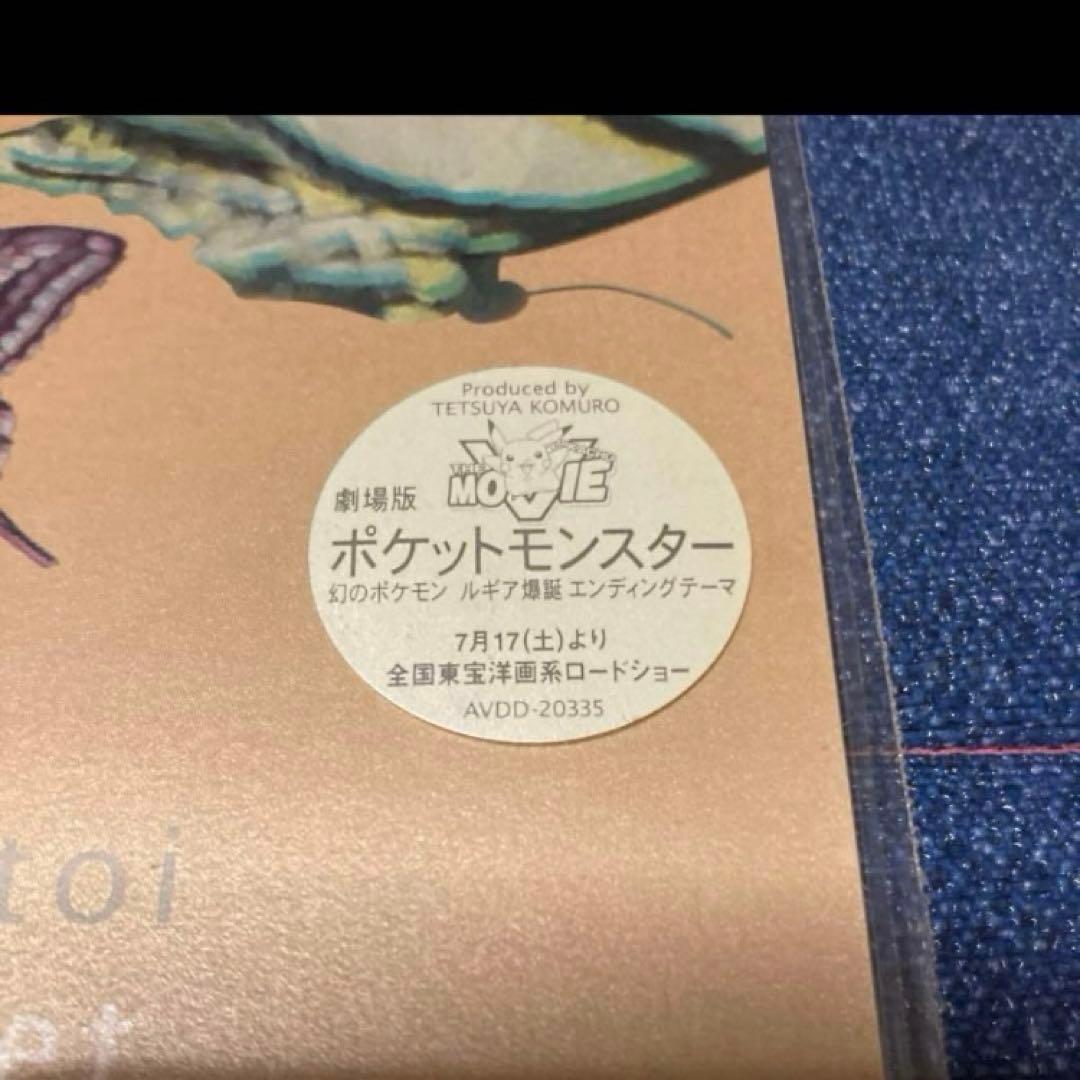 Produced by
TETSUYA KOMURO
THE MOVIE
劇場版
ポケットモンスター
幻のポケモン ルギア爆誕 エンディングテーマ
7月17(土)より
全国東宝洋画系ロードショー
AVDD-20335
toi
et